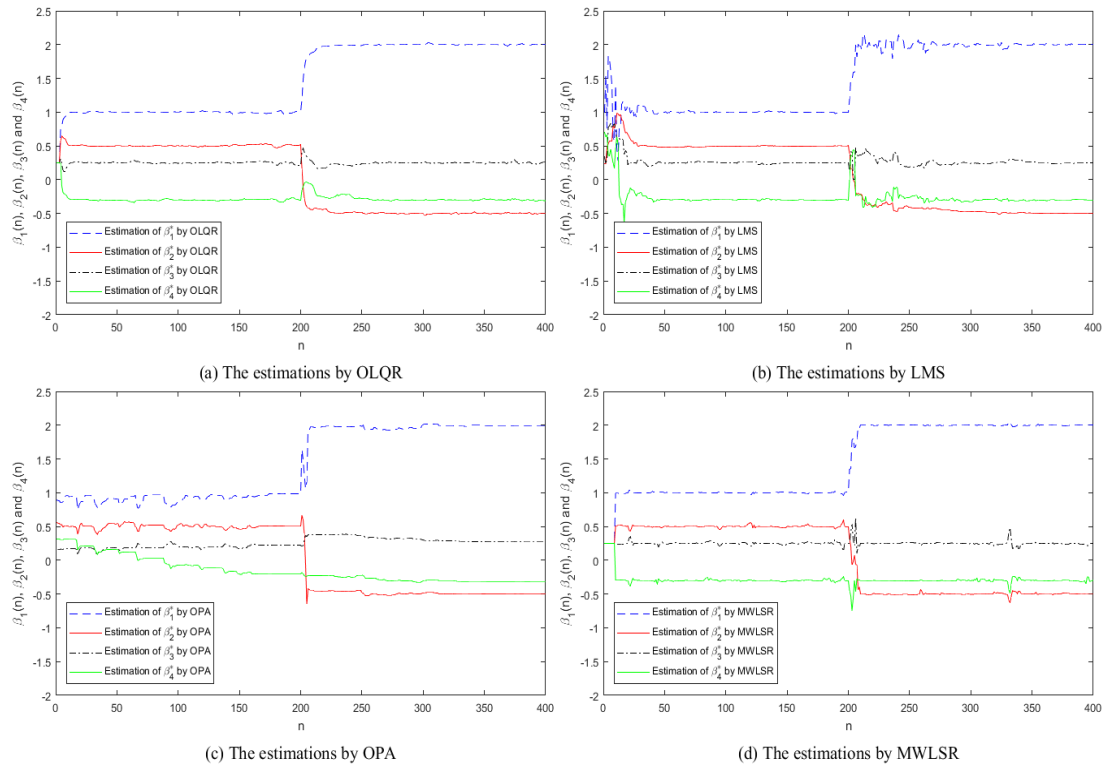 2.5
2
1.5
1
0.5
0
-0.5
-1
-1.5
-2
β1(n), β2(n), β3(n) and β4(n)
Estimation of β1* by OLQR
Estimation of β2* by OLQR
Estimation of β3* by OLQR
Estimation of β4* by OLQR
0 50 100 150 200 250 300 350 400
n
(a) The estimations by OLQR
2.5
2
1.5
1
0.5
0
-0.5
-1
-1.5
-2
β1(n), β2(n), β3(n) and β4(n)
Estimation of β1* by LMS
Estimation of β2* by LMS
Estimation of β3* by LMS
Estimation of β4* by LMS
0 50 100 150 200 250 300 350 400
n
(b) The estimations by LMS
2.5
2
1.5
1
0.5
0
-0.5
-1
-1.5
-2
β1(n), β2(n), β3(n) and β4(n)
Estimation of β1* by OPA
Estimation of β2* by OPA
Estimation of β3* by OPA
Estimation of β4* by OPA
0 50 100 150 200 250 300 350 400
n
(c) The estimations by OPA
2.5
2
1.5
1
0.5
0
-0.5
-1
-1.5
-2
β1(n), β2(n), β3(n) and β4(n)
Estimation of β1* by MWLSR
Estimation of β2* by MWLSR
Estimation of β3* by MWLSR
Estimation of β4* by MWLSR
0 50 100 150 200 250 300 350 400
n
(d) The estimations by MWLSR